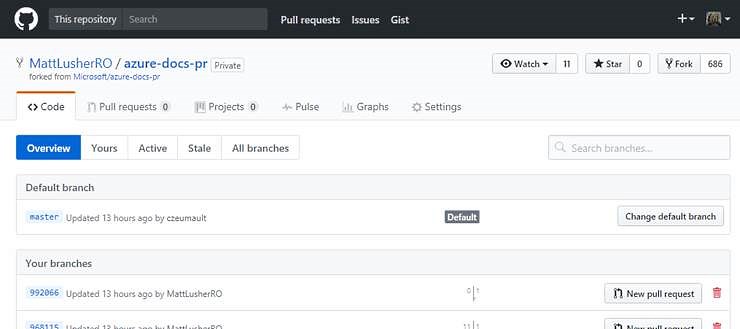 This repository Search Pull requests Issues Gist
MattLusherRO / azure-docs-pr Private Watch 11 Star 0 Fork 686
forked from Microsoft/azure-docs-pr
Code Pull requests 0 Projects 0 Pulse Graphs Settings
Overview Yours Active Stale All branches Search branches...
Default branch
master Updated 13 hours ago by czeumault Default Change default branch
Your branches
992066 Updated 13 hours ago by MattLusherRO 0 1 New pull request
968115 Updated 13 hours ago by MattLusherRO 11 1 New pull request